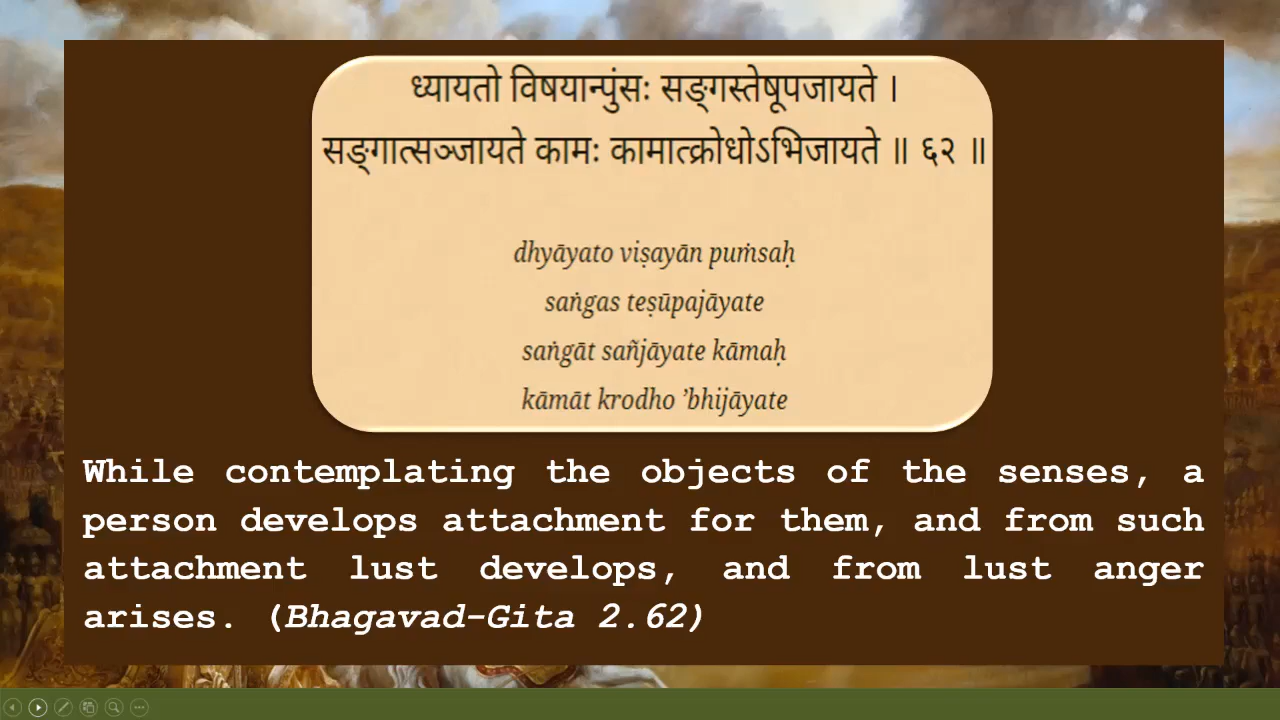 ध्यायतो विषयान्पुंसः सङ्गस्तेषूपजायते ।
सङ्गात्सञ्जायते कामः कामात्क्रोधोऽभिजायते ॥ ६२ ॥
dhyāyato viṣayān puṁsaḥ
saṅgas teṣūpajāyate
saṅgāt sañjāyate kāmaḥ
kāmāt krodho ’bhijāyate
While contemplating the objects of the senses, a
person develops attachment for them, and from such
attachment lust develops, and from lust anger
arises. (Bhagavad-Gita 2.62)